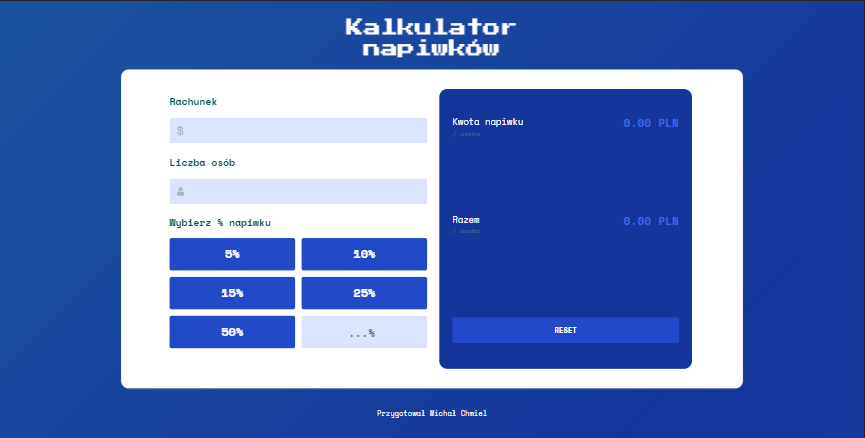 Kalkulator
napiwków
Rachunek
$
Liczba osób
Wybierz % napiwku
5%
10%
15%
25%
50%
...%
Kwota napiwku
0.00 PLN
/ osoba
Razem
0.00 PLN
/ osoba
RESET
Przygotował Michał Chmiel